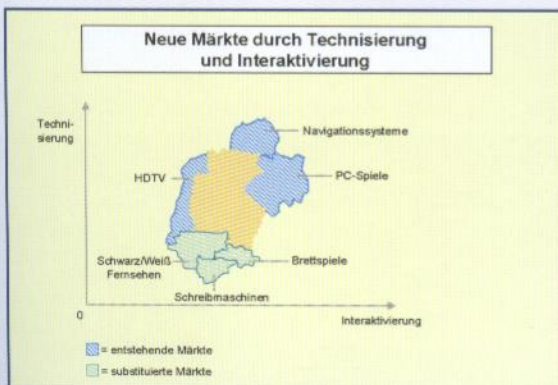 Neue Märkte durch Technisierung
und Interaktivierung
Techni-
sierung
Navigationssysteme
HDTV
PC-Spiele
Schwarz/Weiß
Fernsehen
Brettspiele
Schreibmaschinen
0
Interaktivierung
= entstehende Märkte
= substituierte Märkte